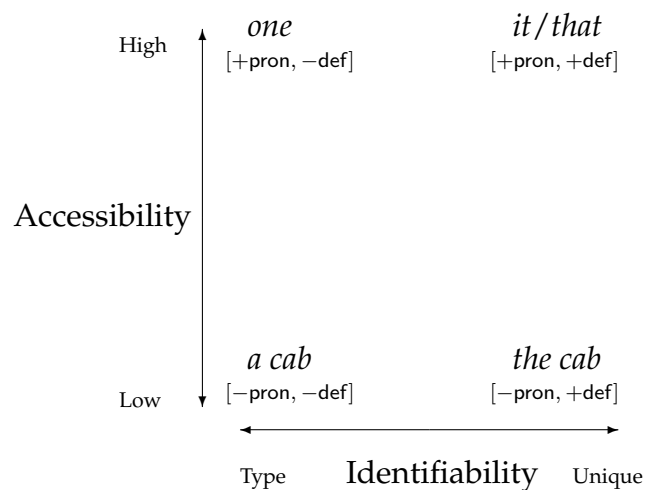 one it/that
High [+pron, −def] [+pron, +def]
Accessibility
a cab the cab
Low [−pron, −def] [−pron, +def]
Type Identifiability Unique